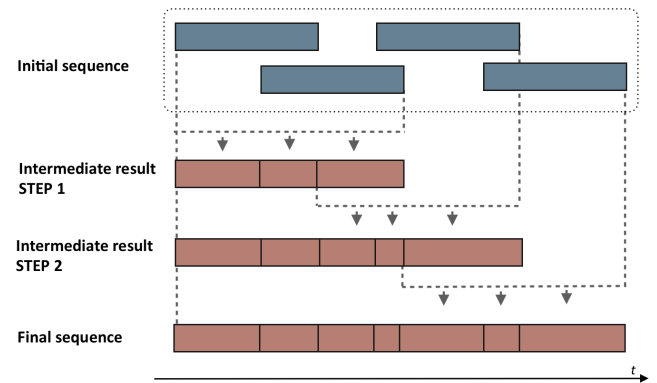 Initial sequence
Intermediate result
STEP 1
Intermediate result
STEP 2
Final sequence
t